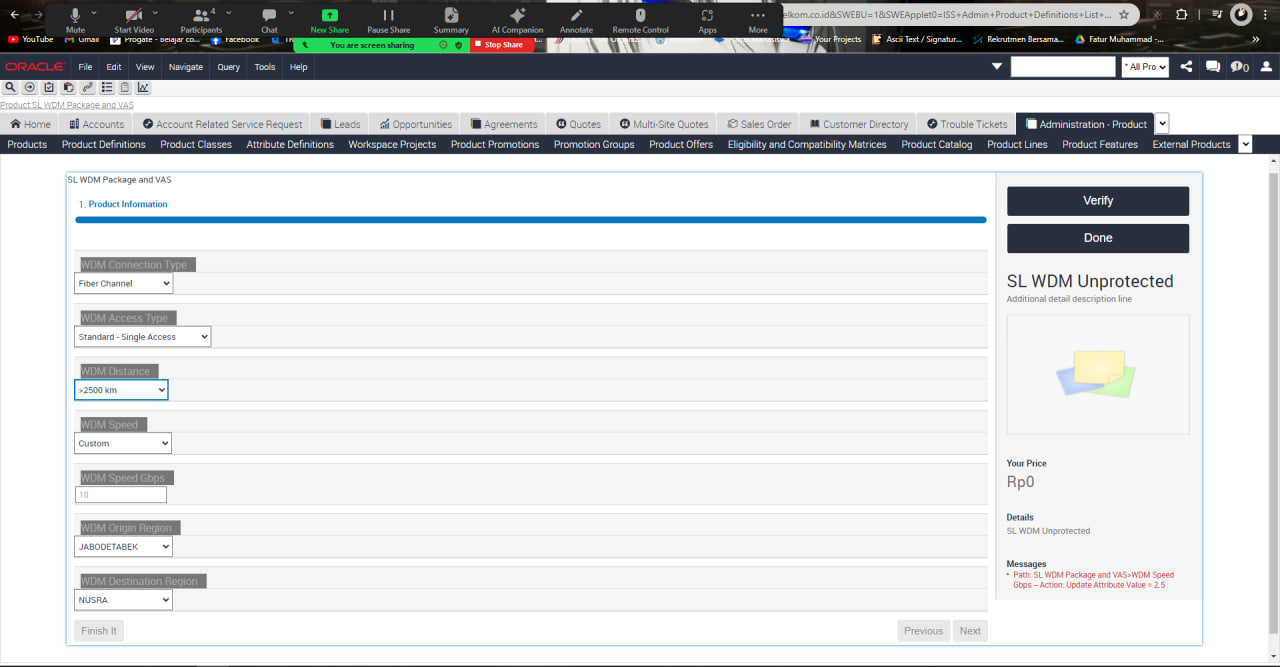 Mute
Start Video
Participants
4
Chat
New Share
Pause Share
Summary
AI Companion
Annotate
Remote Control
Apps
More
elkom.co.id&SWEBU=1&SWEApplet0=ISS+Admin+Product+Definitions+List+...
YouTube
Gmail
Progate - Belajar co...
Facebook
Your Projects
Ascii Text / Signatur...
Rekrutmen Bersama...
Fatur Muhammad -...
You are screen sharing
Stop Share
ORACLE
File Edit View Navigate Query Tools Help
* All Pro
0
Product:SL WDM Package and VAS
Home Accounts Account Related Service Request Leads Opportunities Agreements Quotes Multi-Site Quotes Sales Order Customer Directory Trouble Tickets Administration - Product
Products Product Definitions Product Classes Attribute Definitions Workspace Projects Product Promotions Promotion Groups Product Offers Eligibility and Compatibility Matrices Product Catalog Product Lines Product Features External Products
SL WDM Package and VAS
1. Product Information
WDM Connection Type
Fiber Channel
WDM Access Type
Standard - Single Access
WDM Distance
>2500 km
WDM Speed
Custom
WDM Speed Gbps
10
WDM Origin Region
JABODETABEK
WDM Destination Region
NUSRA
Finish It
Previous
Next
Verify
Done
SL WDM Unprotected
Additional detail description line
Your Price
Rp0
Details
SL WDM Unprotected
Messages
Path: SL WDM Package and VAS>WDM Speed
Gbps – Action: Update Attribute Value = 2.5